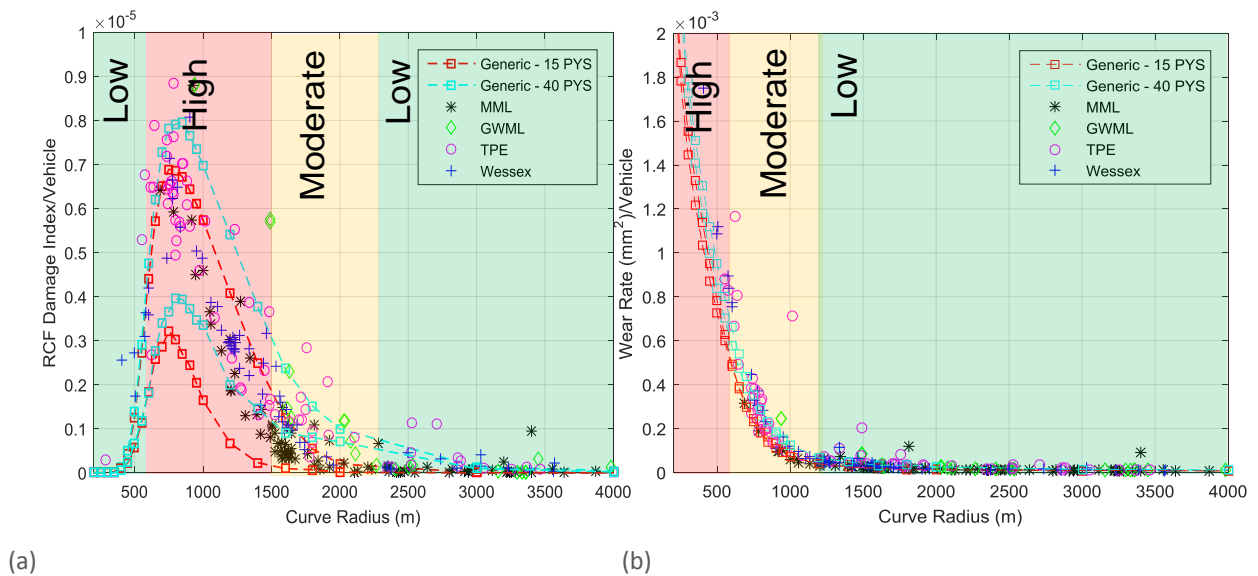 ×10⁻⁵
1
0.9
0.8
0.7
0.6
0.5
0.4
0.3
0.2
0.1
0
RCF Damage Index/Vehicle
Low
High
Moderate
Low
Generic - 15 PYS
Generic - 40 PYS
MML
GWML
TPE
Wessex
500 1000 1500 2000 2500 3000 3500 4000
Curve Radius (m)
(a)
×10⁻³
2
1.8
1.6
1.4
1.2
1
0.8
0.6
0.4
0.2
0
Wear Rate (mm²)/Vehicle
High
Moderate
Low
Generic - 15 PYS
Generic - 40 PYS
MML
GWML
TPE
Wessex
500 1000 1500 2000 2500 3000 3500 4000
Curve Radius (m)
(b)